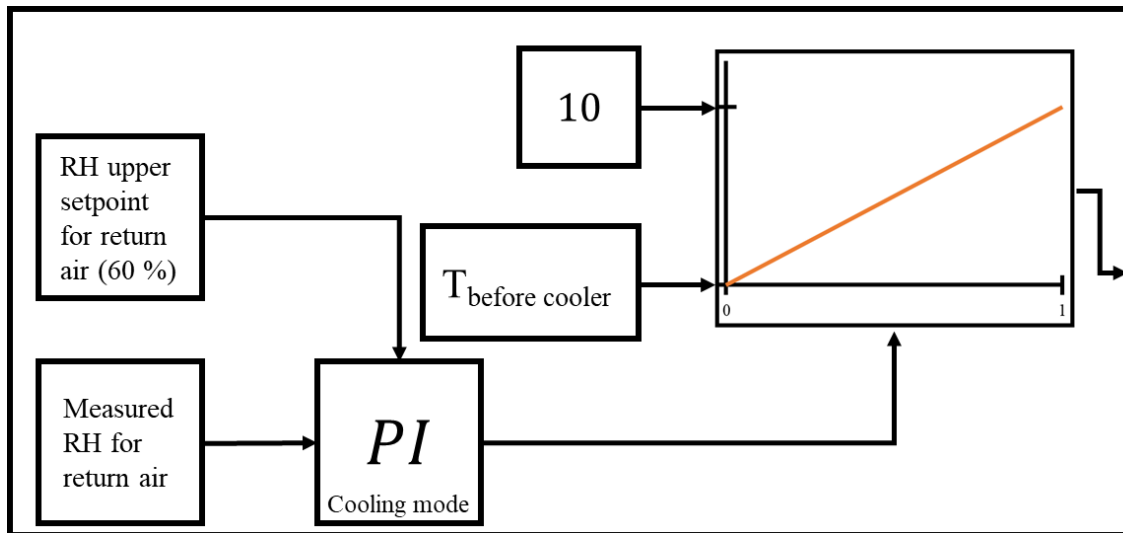 10
RH upper
setpoint
for return
air (60 %)
T before cooler
0
1
Measured
RH for
return air
PI
Cooling mode